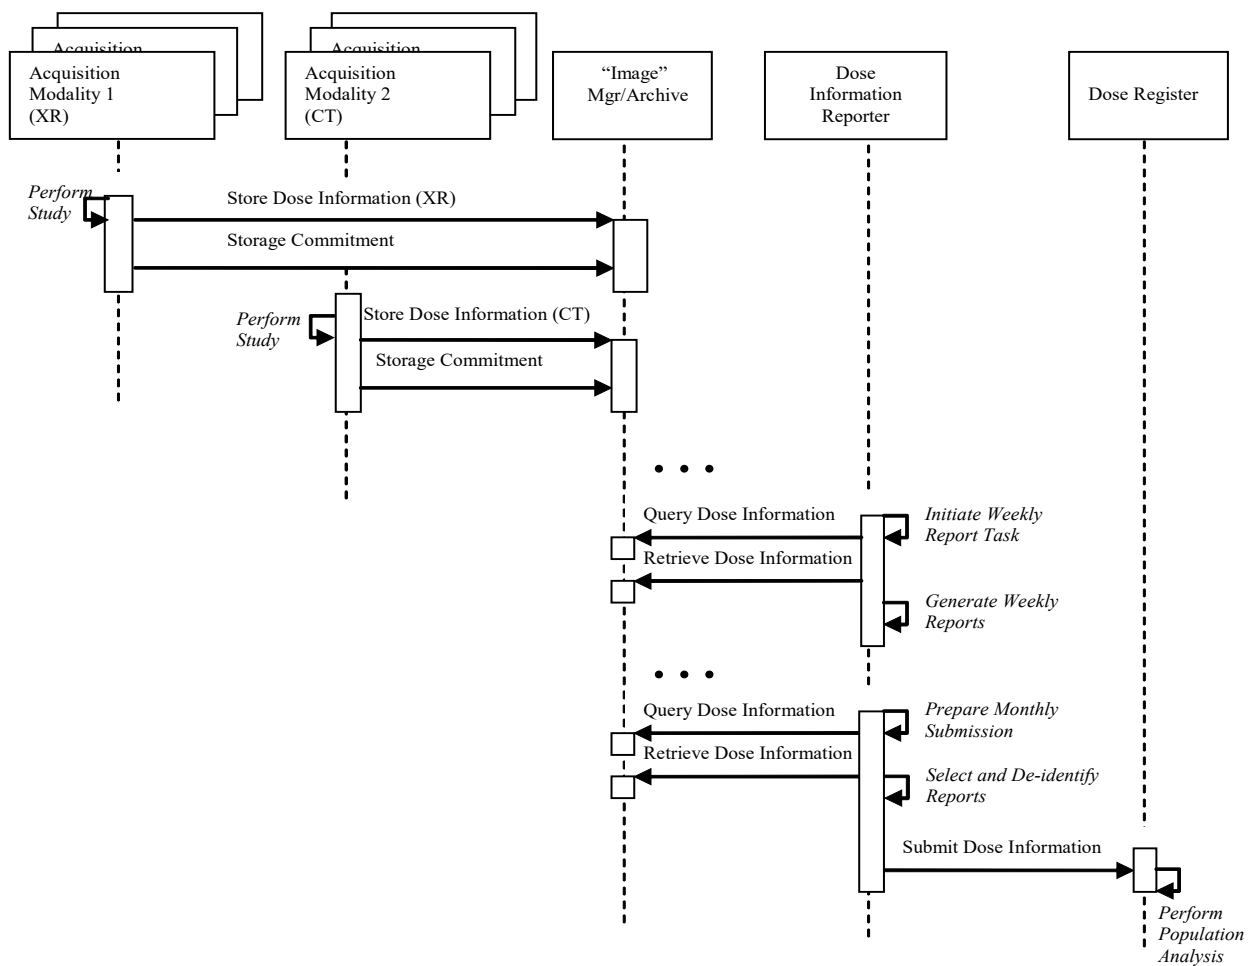 Acquisition
Acquisition
Acquisition
Modality 1
(XR)
Acquisition
Modality 2
(CT)
“Image”
Mgr/Archive
Dose
Information
Reporter
Dose Register
Perform
Study
Store Dose Information (XR)
Storage Commitment
Perform
Study
Store Dose Information (CT)
Storage Commitment
• • •
Query Dose Information
Initiate Weekly
Report Task
Retrieve Dose Information
Generate Weekly
Reports
• • •
Query Dose Information
Prepare Monthly
Submission
Retrieve Dose Information
Select and De-identify
Reports
Submit Dose Information
Perform
Population
Analysis